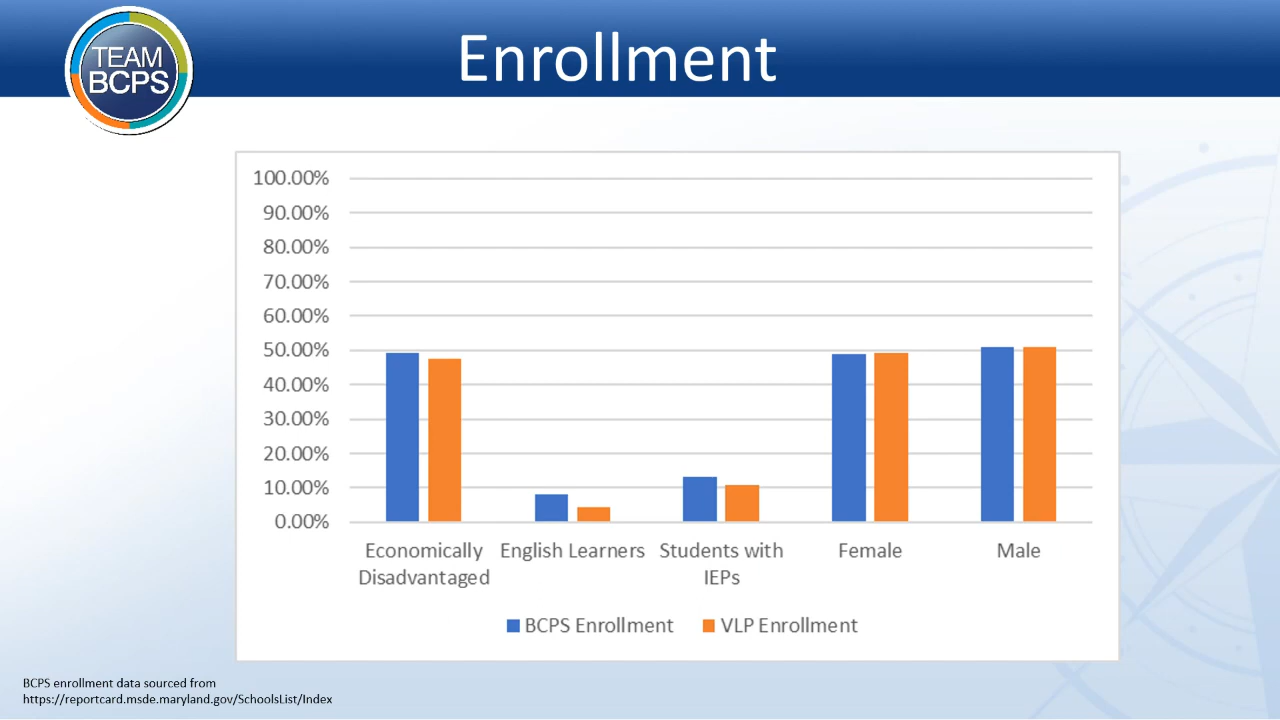 TEAM
BCPS
Enrollment
100.00%
90.00%
80.00%
70.00%
60.00%
50.00%
40.00%
30.00%
20.00%
10.00%
0.00%
Economically
Disadvantaged
English Learners
Students with
IEPs
Female
Male
BCPS Enrollment
VLP Enrollment
BCPS enrollment data sourced from
https://reportcard.msde.maryland.gov/SchoolsList/Index